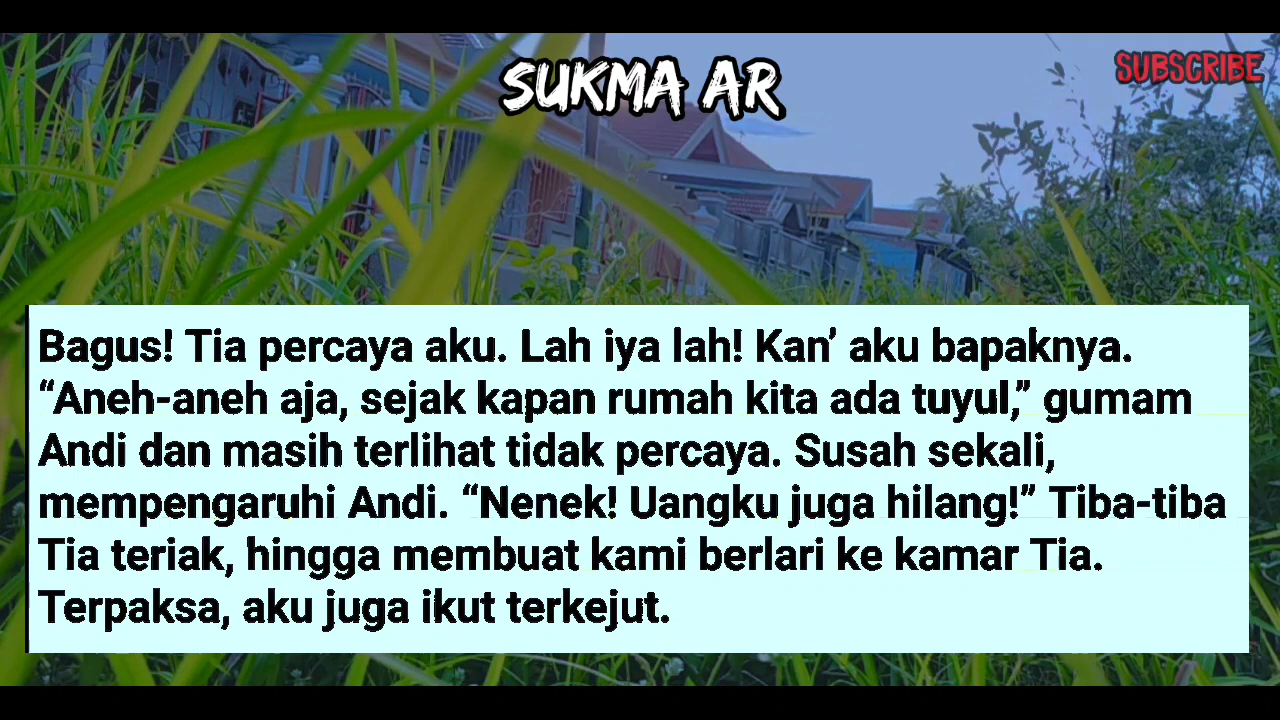 SUKMA AR
SUBSCRIBE
Bagus! Tia percaya aku. Lah iya lah! Kan’ aku bapaknya.
“Aneh-aneh aja, sejak kapan rumah kita ada tuyul,” gumam
Andi dan masih terlihat tidak percaya. Susah sekali,
mempengaruhi Andi. “Nenek! Uangku juga hilang!” Tiba-tiba
Tia teriak, hingga membuat kami berlari ke kamar Tia.
Terpaksa, aku juga ikut terkejut.